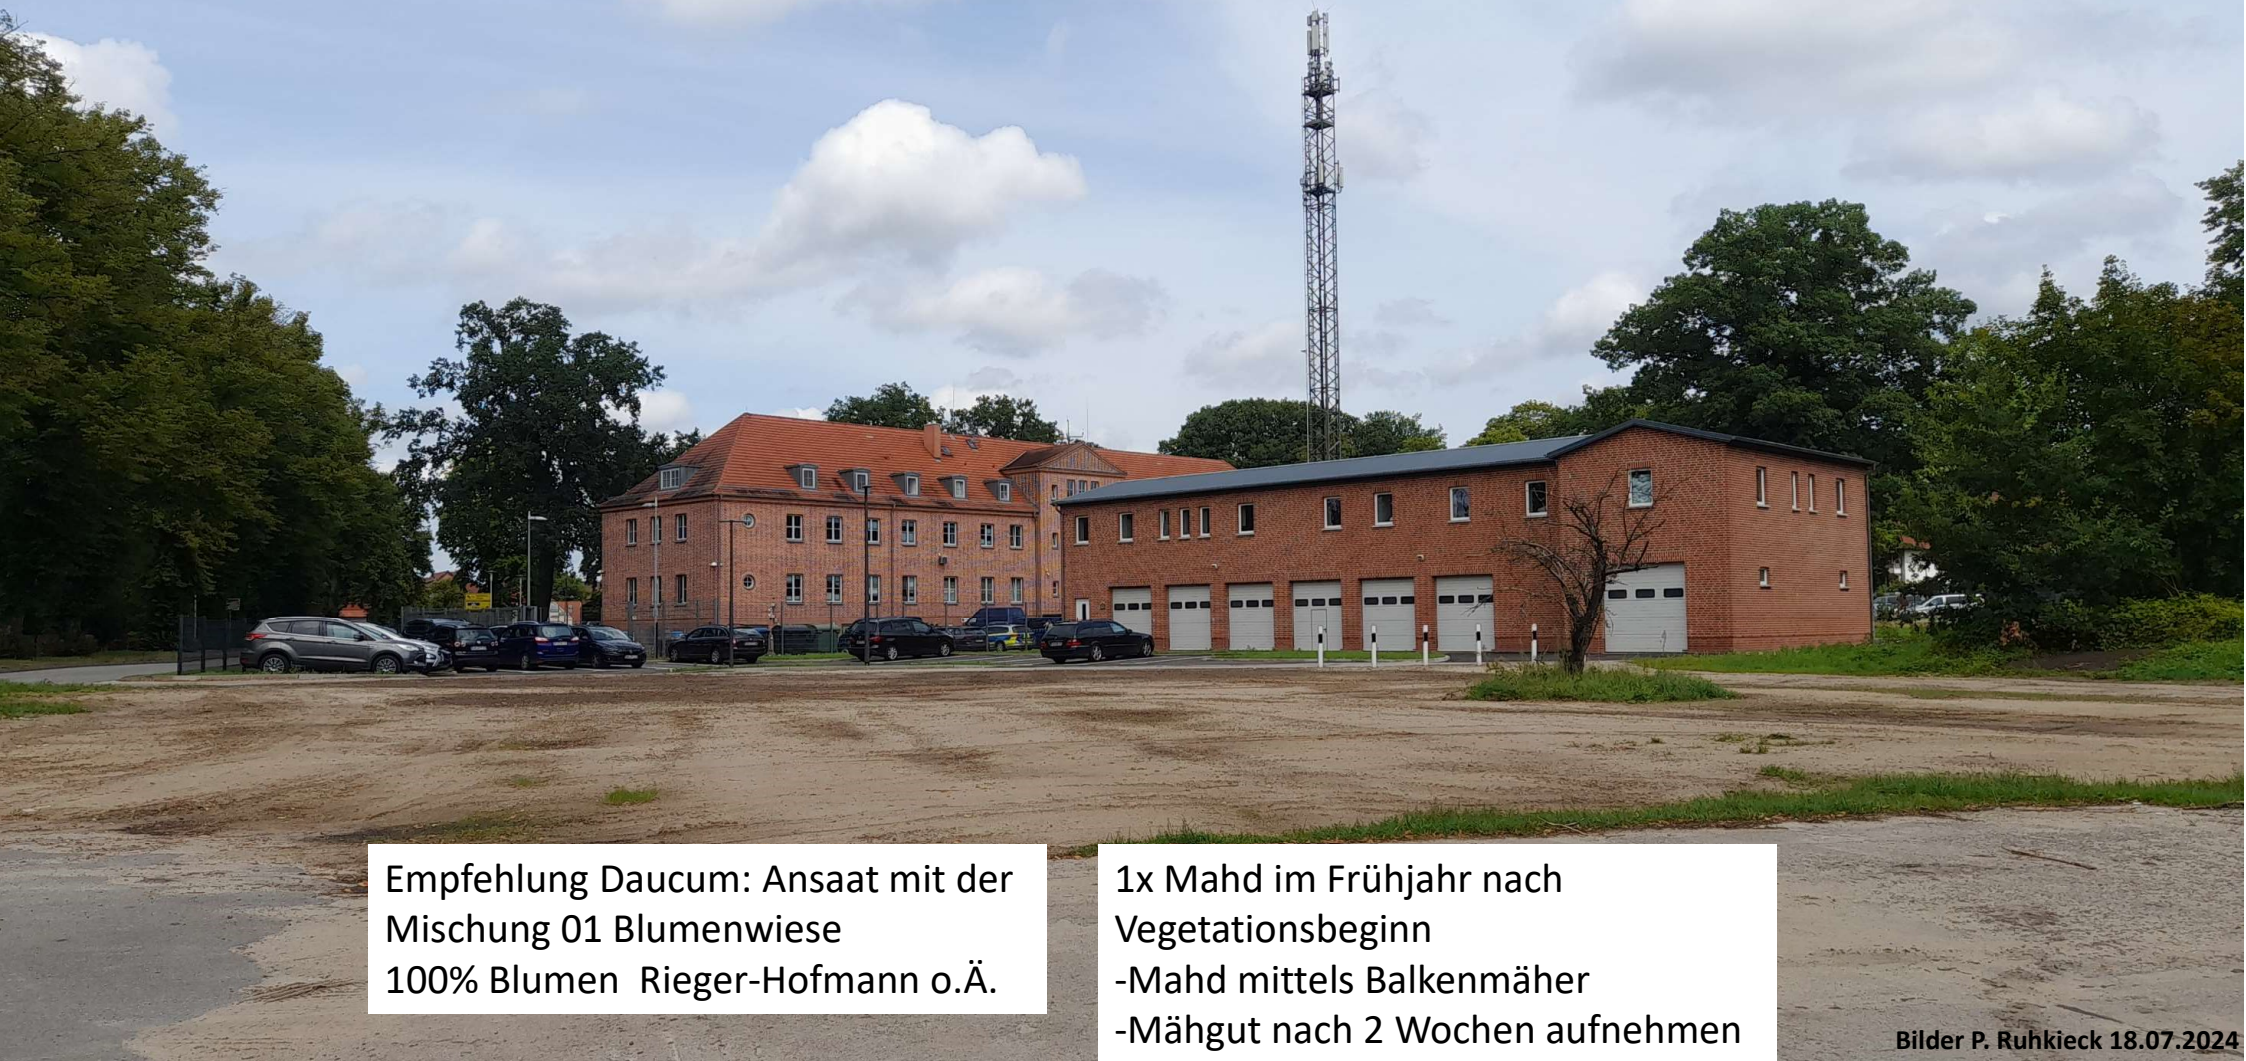 Empfehlung Daucum: Ansaat mit der
Mischung 01 Blumenwiese
100% Blumen  Rieger-Hofmann o.Ä.
1x Mahd im Frühjahr nach
Vegetationsbeginn
-Mahd mittels Balkenmäher
-Mähgut nach 2 Wochen aufnehmen
Bilder P. Ruhkieck 18.07.2024